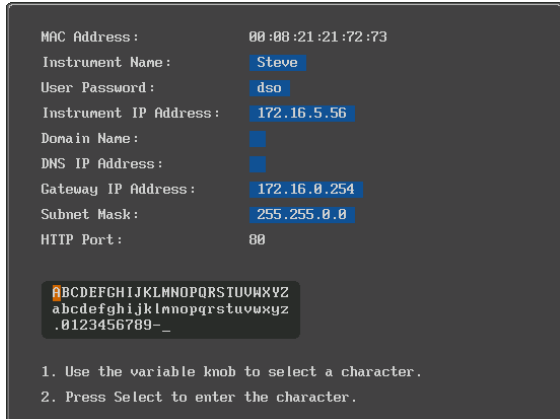 MAC Address: 00:08:21:21:72:73
Instrument Name: Steve
User Password: dso
Instrument IP Address: 172.16.5.56
Domain Name:
DNS IP Address:
Gateway IP Address: 172.16.0.254
Subnet Mask: 255.255.0.0
HTTP Port: 80
ABCDEFGHIJKLMNOPQRSTUVWXYZ
abcdefghijklmnopqrstuvwxyz
.0123456789-_
1. Use the variable knob to select a character.
2. Press Select to enter the character.